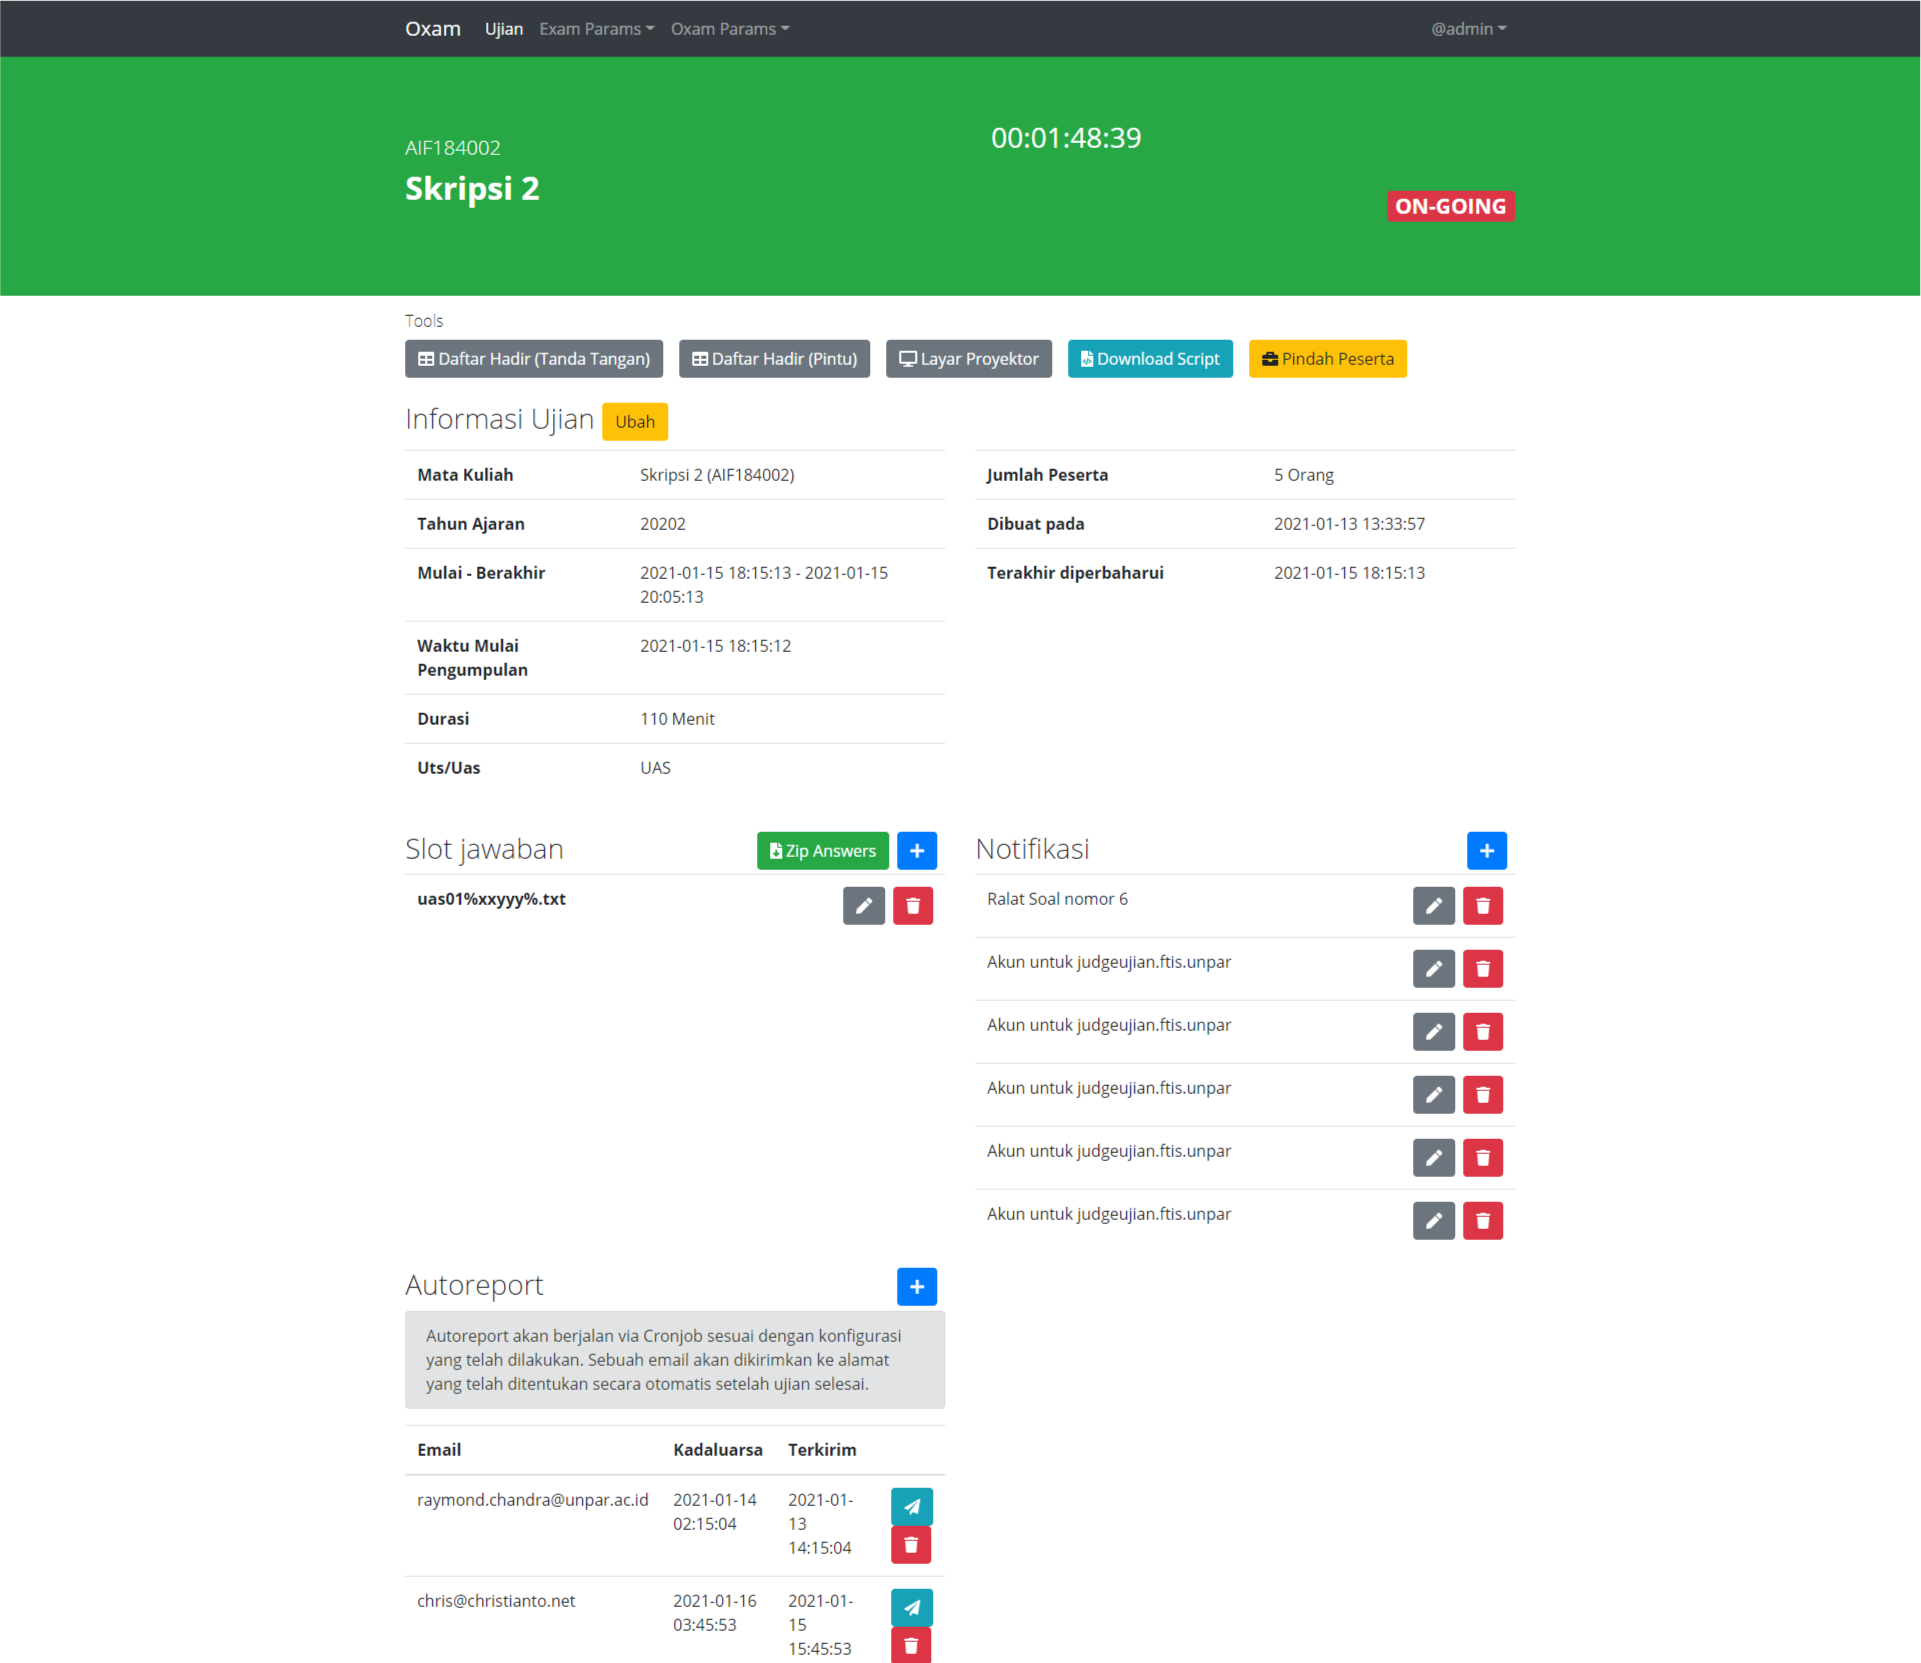 Oxam Ujian Exam Params Oxam Params @admin
AIF184002
Skripsi 2
00:01:48:39
ON-GOING
Tools
Daftar Hadir (Tanda Tangan) Daftar Hadir (Pintu) Layar Proyektor Download Script Pindah Peserta
Informasi Ujian Ubah
Mata Kuliah Skripsi 2 (AIF184002)
Tahun Ajaran 20202
Mulai - Berakhir 2021-01-15 18:15:13 - 2021-01-15
20:05:13
Waktu Mulai 2021-01-15 18:15:12
Pengumpulan
Durasi 110 Menit
Uts/Uas UAS
Jumlah Peserta 5 Orang
Dibuat pada 2021-01-13 13:33:57
Terakhir diperbaharui 2021-01-15 18:15:13
Slot jawaban Zip Answers
uas01%xxyyy%.txt
Notifikasi
Ralat Soal nomor 6
Akun untuk judgeujian.ftis.unpar
Akun untuk judgeujian.ftis.unpar
Akun untuk judgeujian.ftis.unpar
Akun untuk judgeujian.ftis.unpar
Akun untuk judgeujian.ftis.unpar
Autoreport
Autoreport akan berjalan via Cronjob sesuai dengan konfigurasi
yang telah dilakukan. Sebuah email akan dikirimkan ke alamat
yang telah ditentukan secara otomatis setelah ujian selesai.
Email Kadaluarsa Terkirim
raymond.chandra@unpar.ac.id 2021-01-14 2021-01-
02:15:04 13
14:15:04
chris@christianto.net 2021-01-16 2021-01-
03:45:53 15
15:45:53